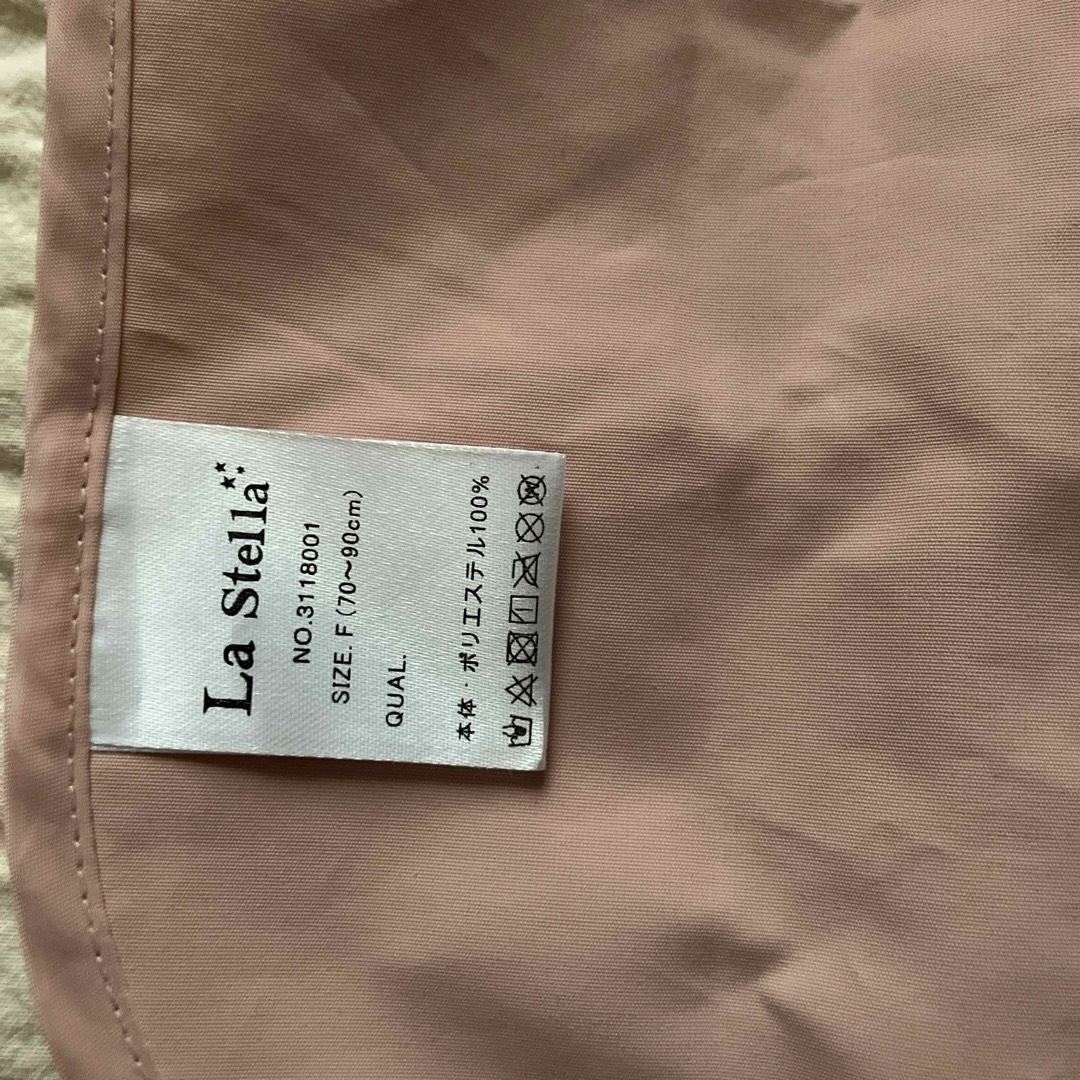 La Stella
NO.3118001
SIZE. F (70〜90cm)
QUAL.
本体・ポリエステル100%